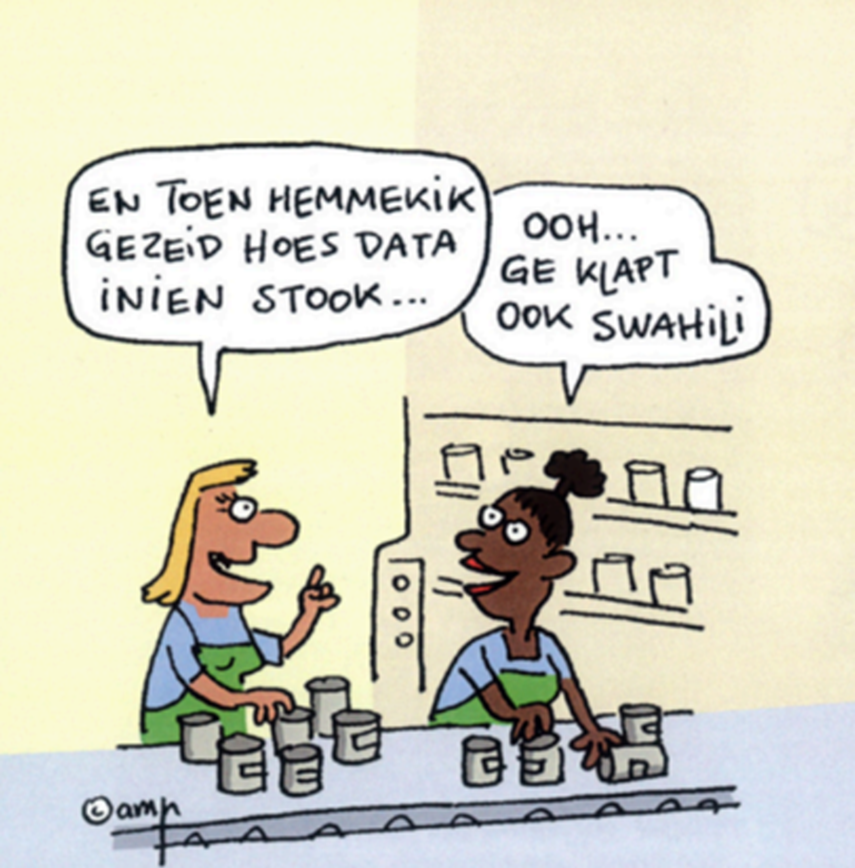 EN TOEN HEMMEKIK
GEZEID HOES DATA
INIEN STOOK...
OOH...
GE KLAPT
OOK SWAHILI
©amp